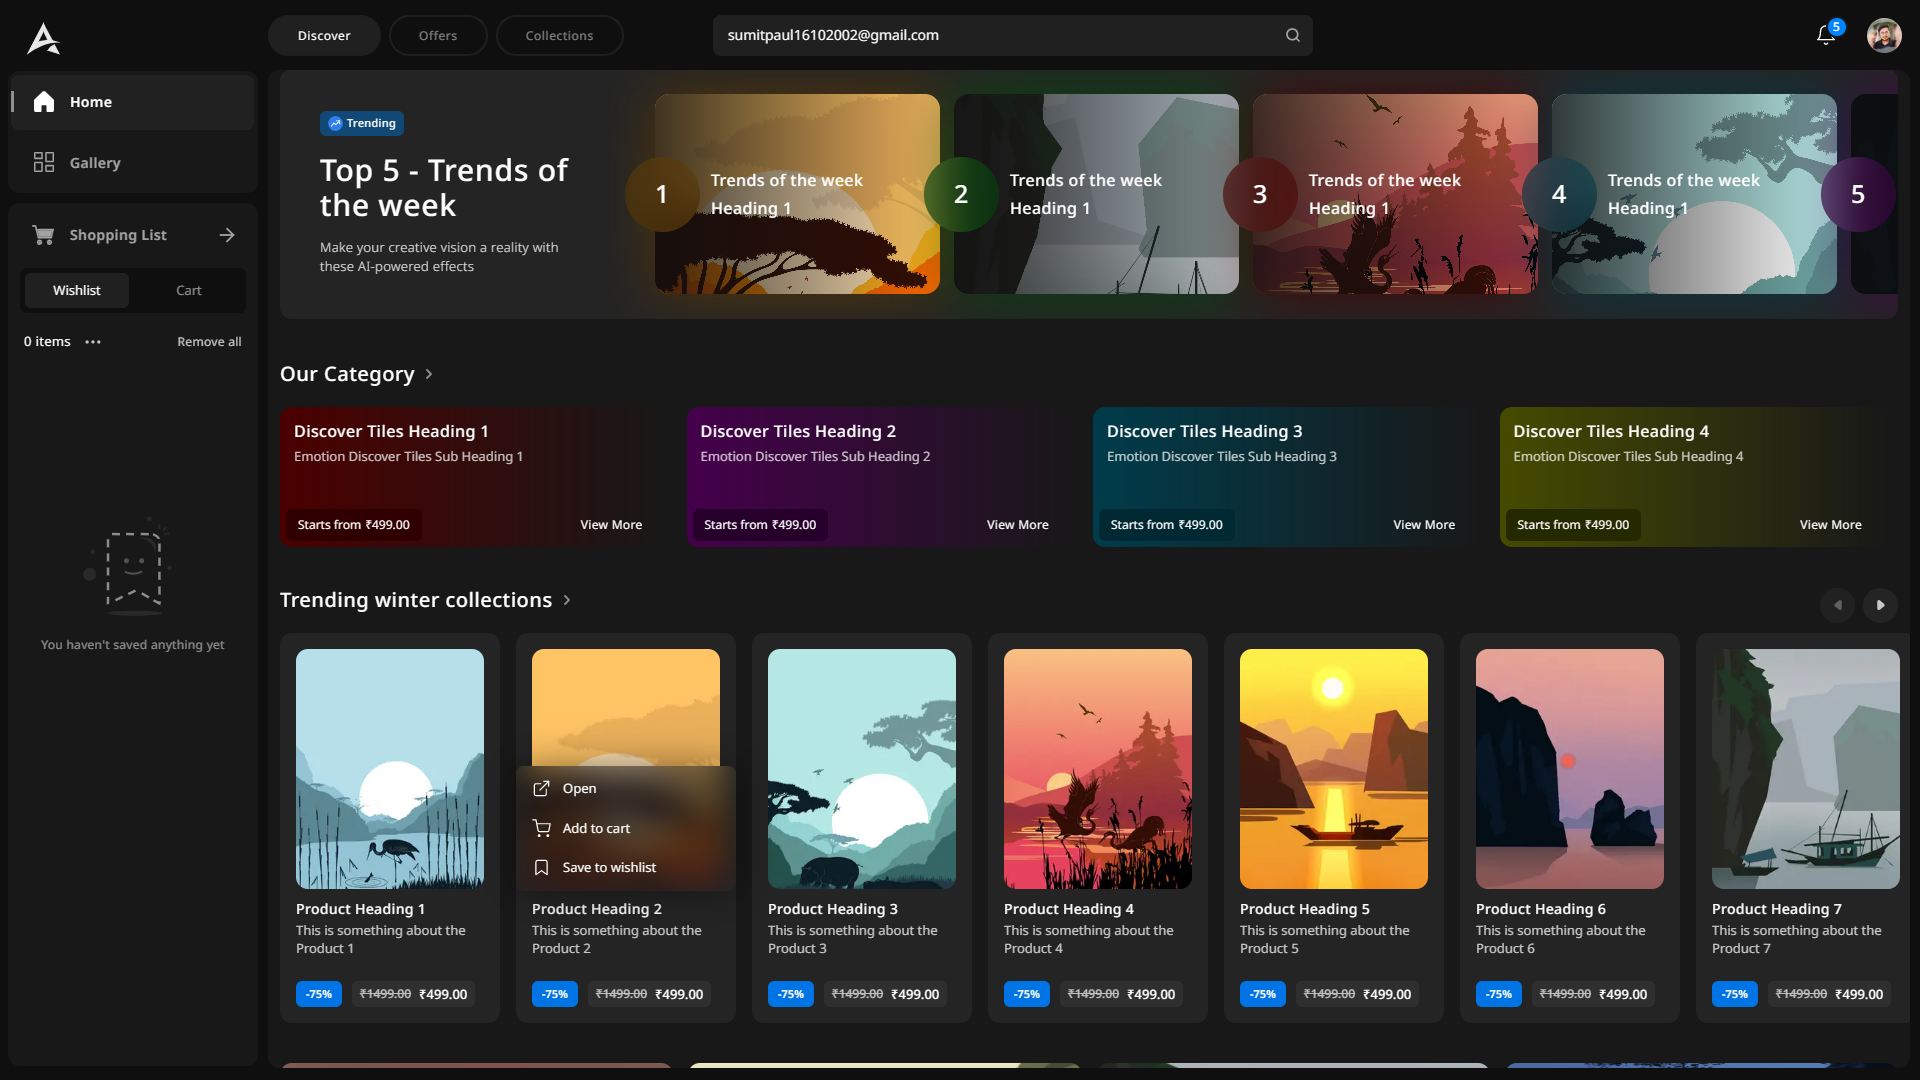 Discover
Offers
Collections
sumitpaul16102002@gmail.com
5
Home
Gallery
Shopping List
Wishlist
Cart
0 items
Remove all
You haven't saved anything yet
Trending
Top 5 - Trends of
the week
Make your creative vision a reality with
these AI-powered effects
1
Trends of the week
Heading 1
2
Trends of the week
Heading 1
3
Trends of the week
Heading 1
4
Trends of the week
Heading 1
5
Our Category
Discover Tiles Heading 1
Emotion Discover Tiles Sub Heading 1
Starts from ₹499.00
View More
Discover Tiles Heading 2
Emotion Discover Tiles Sub Heading 2
Starts from ₹499.00
View More
Discover Tiles Heading 3
Emotion Discover Tiles Sub Heading 3
Starts from ₹499.00
View More
Discover Tiles Heading 4
Emotion Discover Tiles Sub Heading 4
Starts from ₹499.00
View More
Trending winter collections
Product Heading 1
This is something about the
Product 1
-75%
₹1499.00 ₹499.00
Open
Add to cart
Save to wishlist
Product Heading 2
This is something about the
Product 2
-75%
₹1499.00 ₹499.00
Product Heading 3
This is something about the
Product 3
-75%
₹1499.00 ₹499.00
Product Heading 4
This is something about the
Product 4
-75%
₹1499.00 ₹499.00
Product Heading 5
This is something about the
Product 5
-75%
₹1499.00 ₹499.00
Product Heading 6
This is something about the
Product 6
-75%
₹1499.00 ₹499.00
Product Heading 7
This is something about the
Product 7
-75%
₹1499.00 ₹499.00